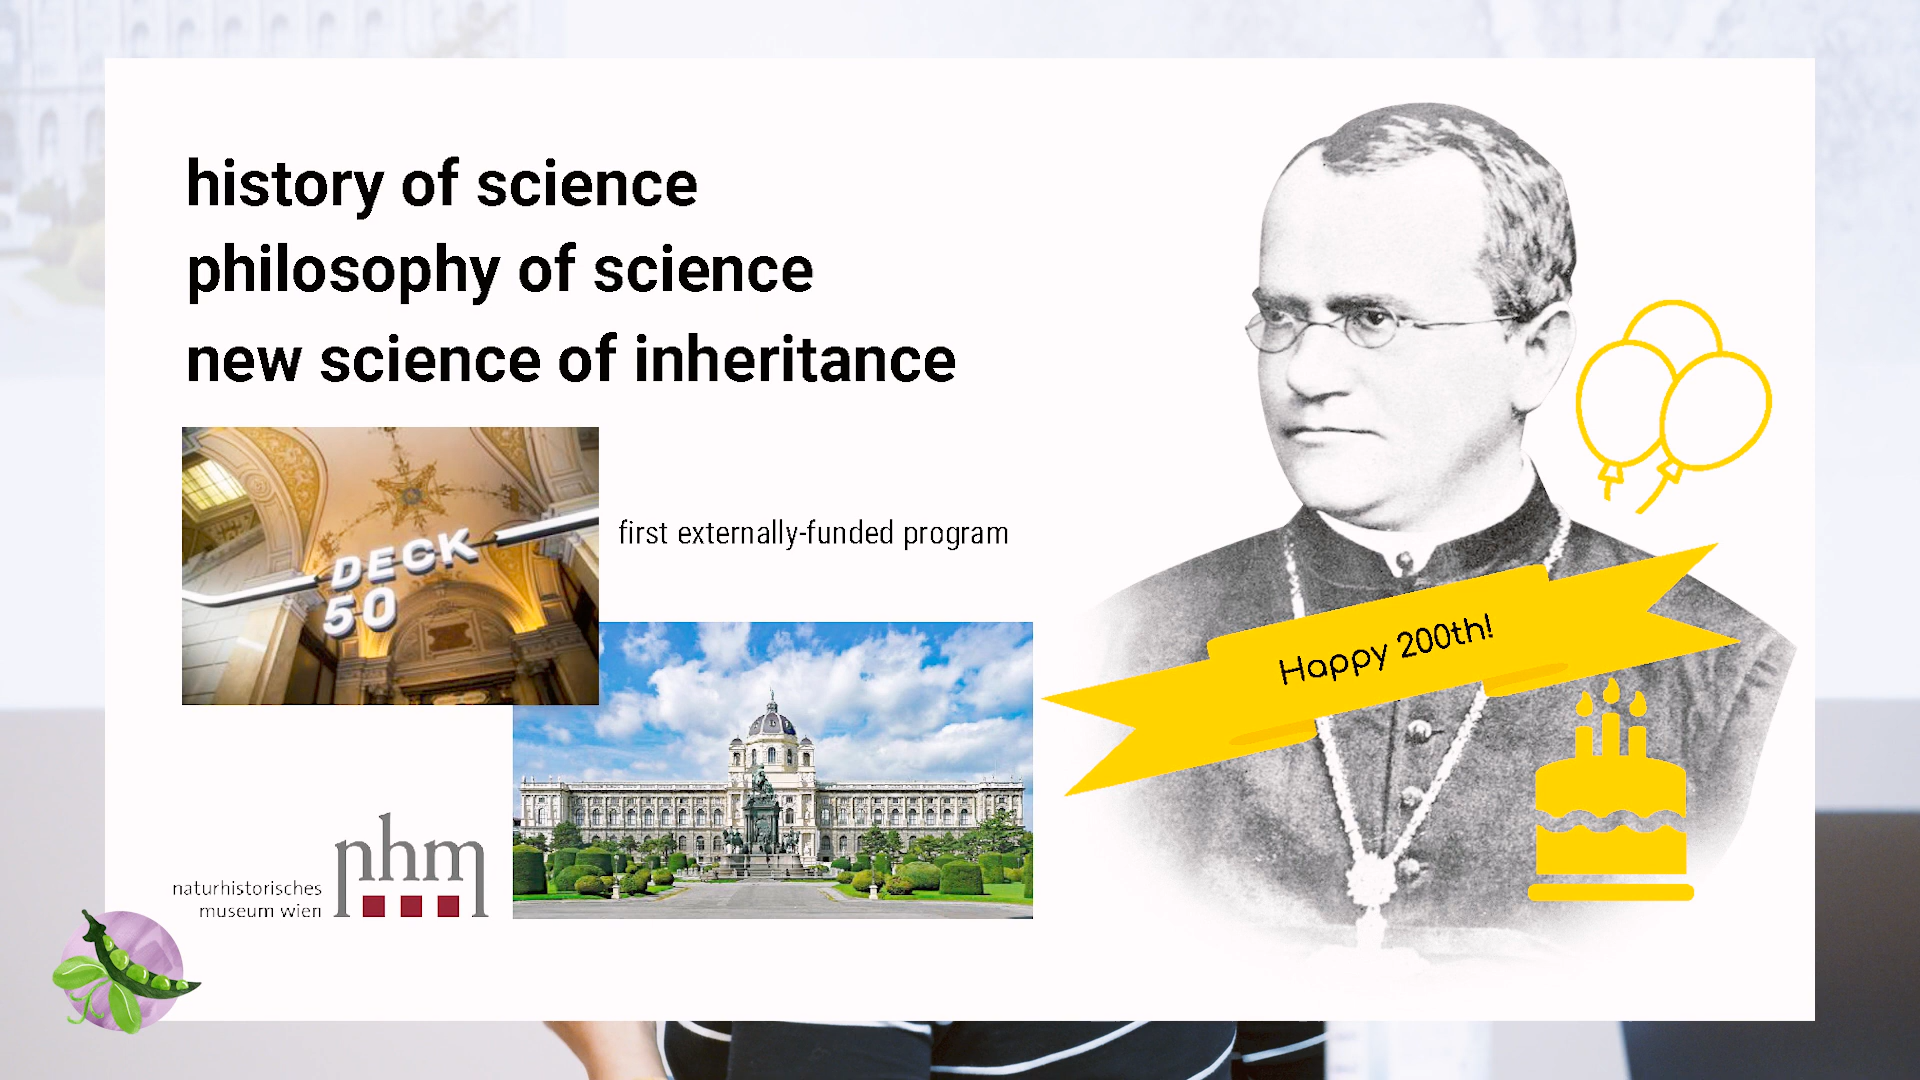 history of science
philosophy of science
new science of inheritance
DECK
50
first externally-funded program
Happy 200th!
naturhistorisches
museum wien
nhm